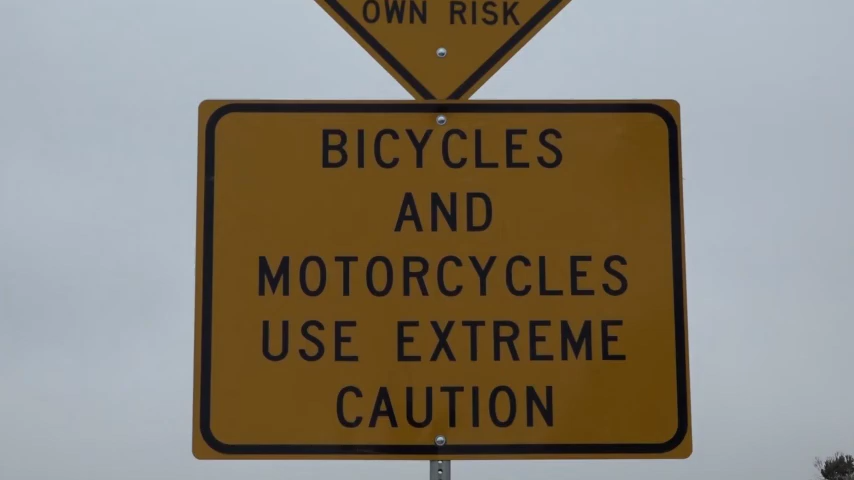 OWN RISK
BICYCLES
AND
MOTORCYCLES
USE EXTREME
CAUTION